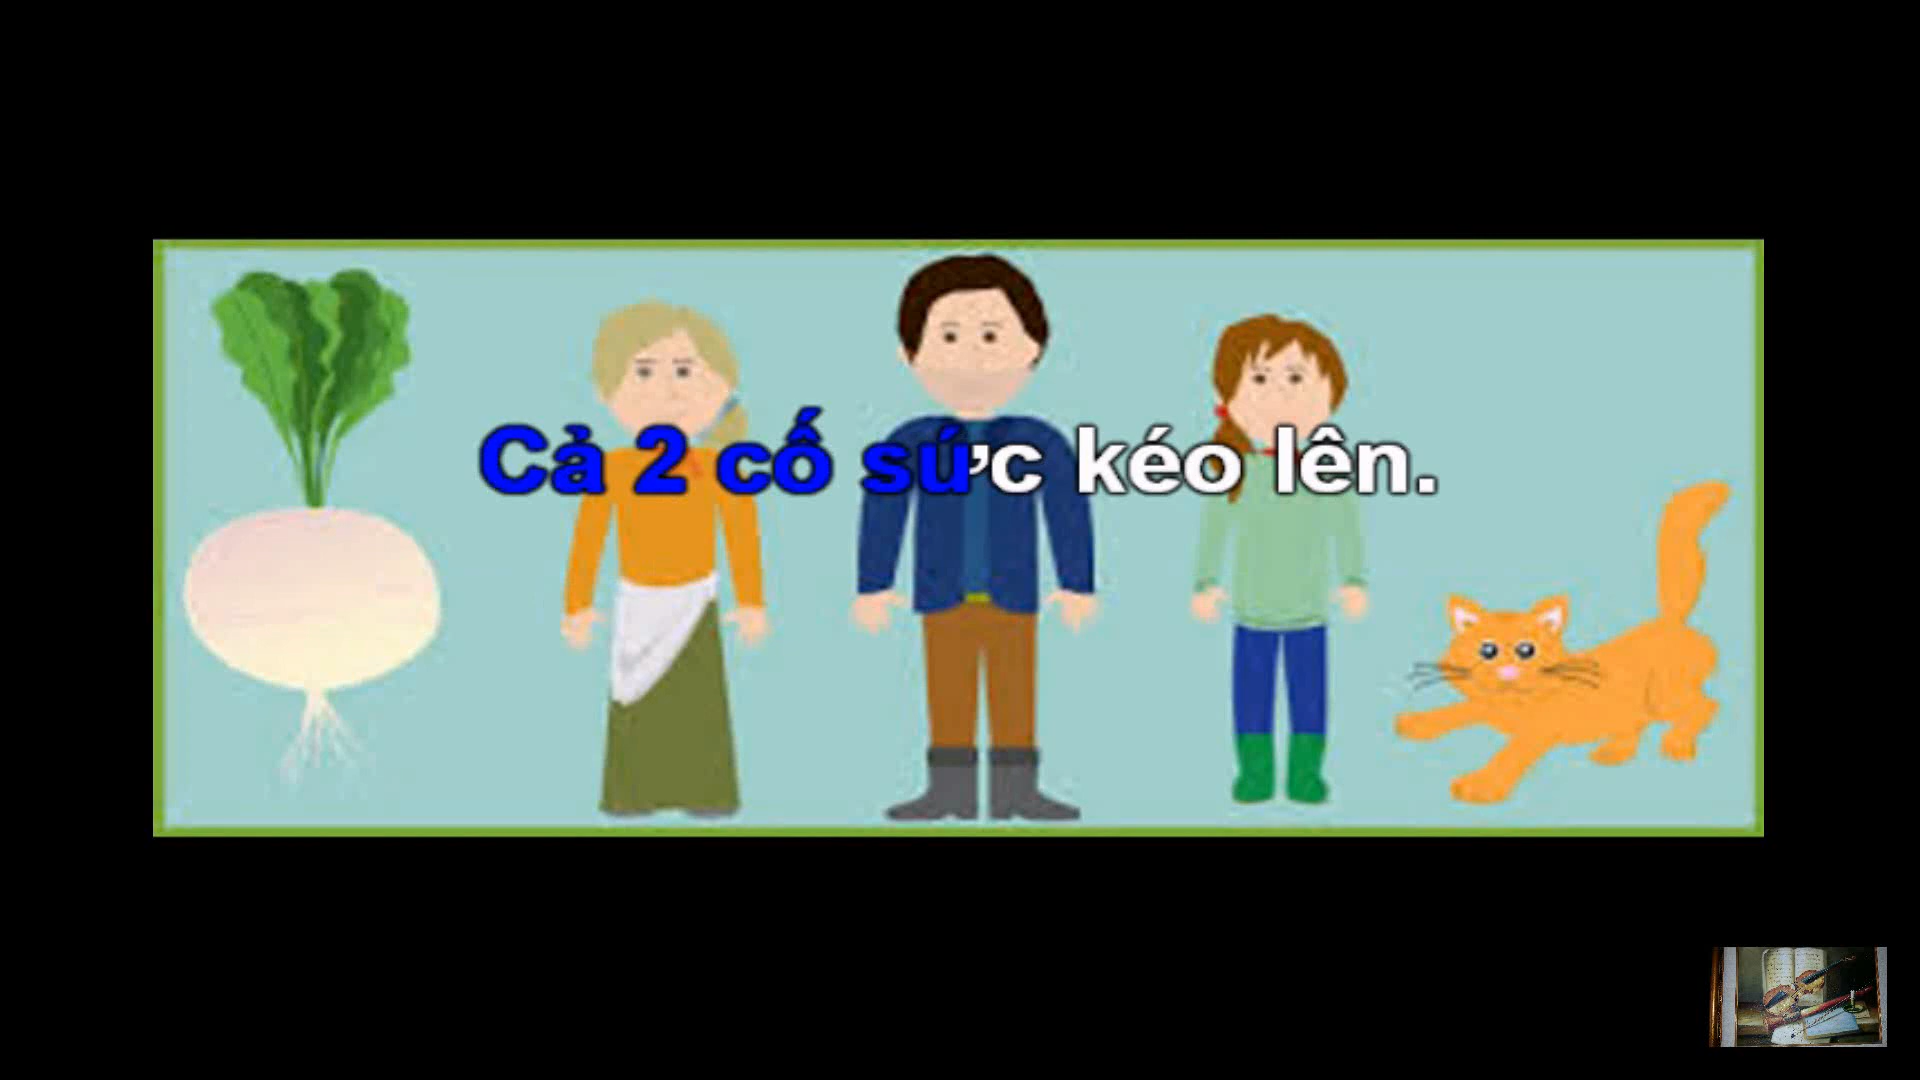 Cả 2 cố sức kéo lên.